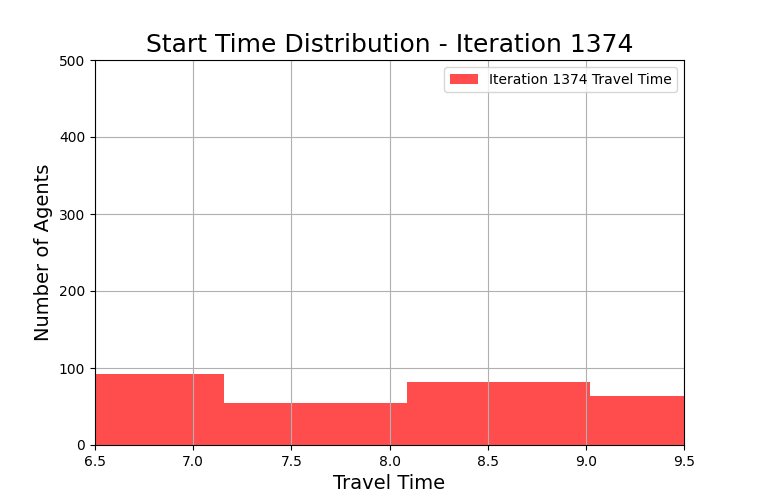 Start Time Distribution - Iteration 1374
Iteration 1374 Travel Time
Number of Agents
500
400
300
200
100
0
6.5 7.0 7.5 8.0 8.5 9.0 9.5
Travel Time